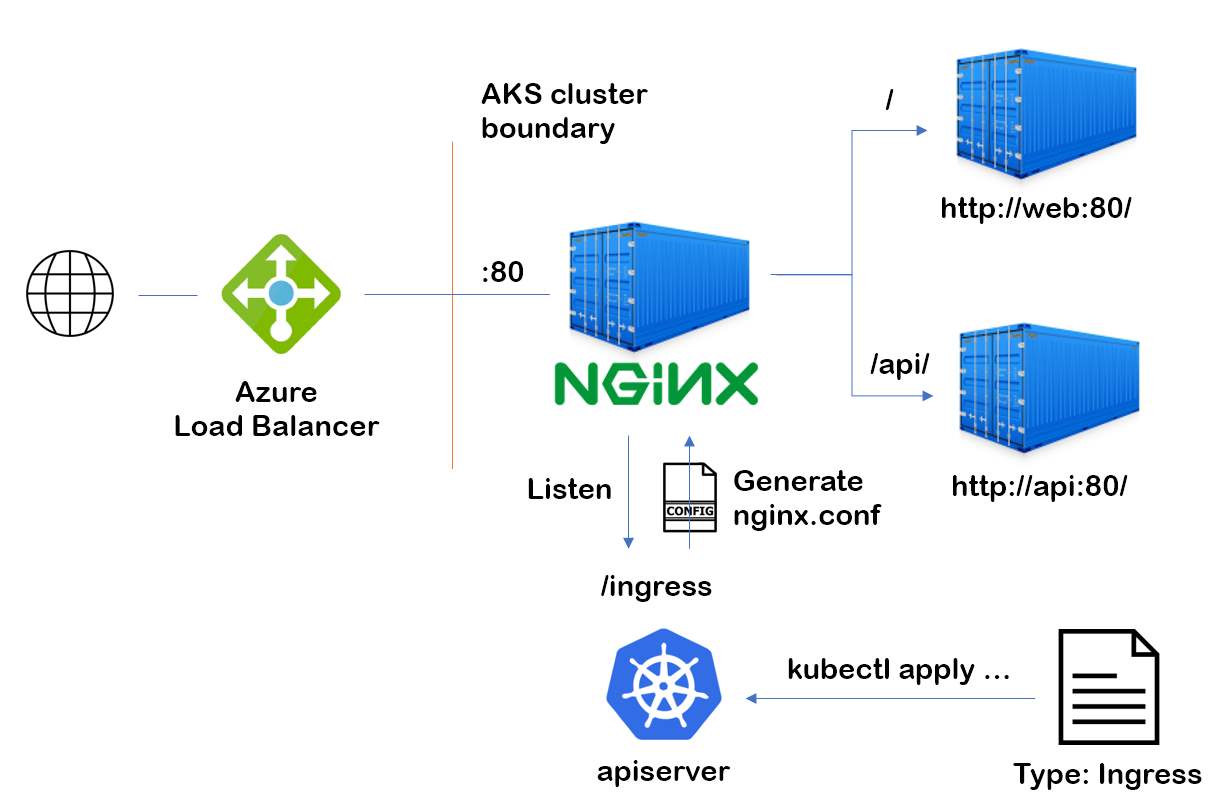 AKS cluster
boundary
/
http://web:80/
:80
Azure
Load Balancer
NGiNX
/api/
http://api:80/
Listen
CONFIG
Generate
nginx.conf
/ingress
kubectl apply ...
apiserver
Type: Ingress